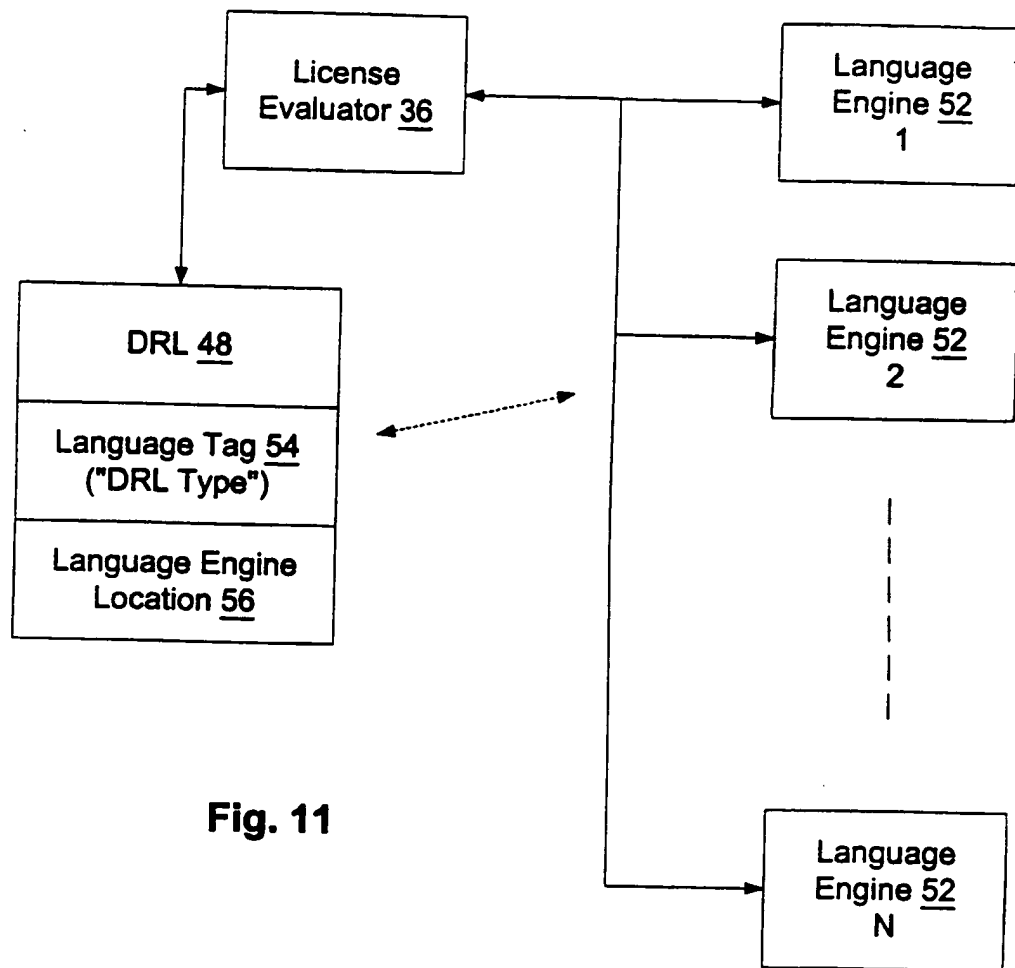 License
Evaluator 36
Language
Engine 52
1
Language
Engine 52
2
DRL 48
Language Tag 54
("DRL Type")
Language Engine
Location 56
Language
Engine 52
N
Fig. 11